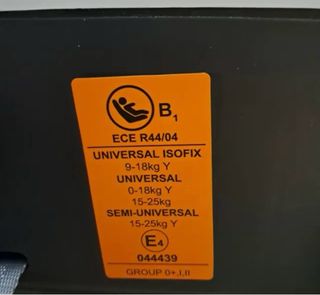 B1
ECE R44/04
UNIVERSAL ISOFIX
9-18kg Y
UNIVERSAL
0-18kg Y
15-25kg
SEMI-UNIVERSAL
15-25kg Y
E4
044439
GROUP 0+,I,II